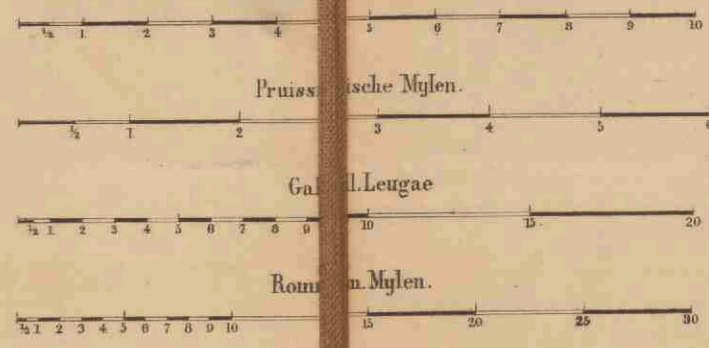 ½ 1 2 3 4 5 6 7 8 9 10
Pruiss ische Mylen.
½ 1 2 3 4 5 6
Ga l.Leugae
½ 1 2 3 4 5 6 7 8 9 10 15 20
Rom n.Mylen.
½ 1 2 3 4 5 6 7 8 9 10 15 20 25 30